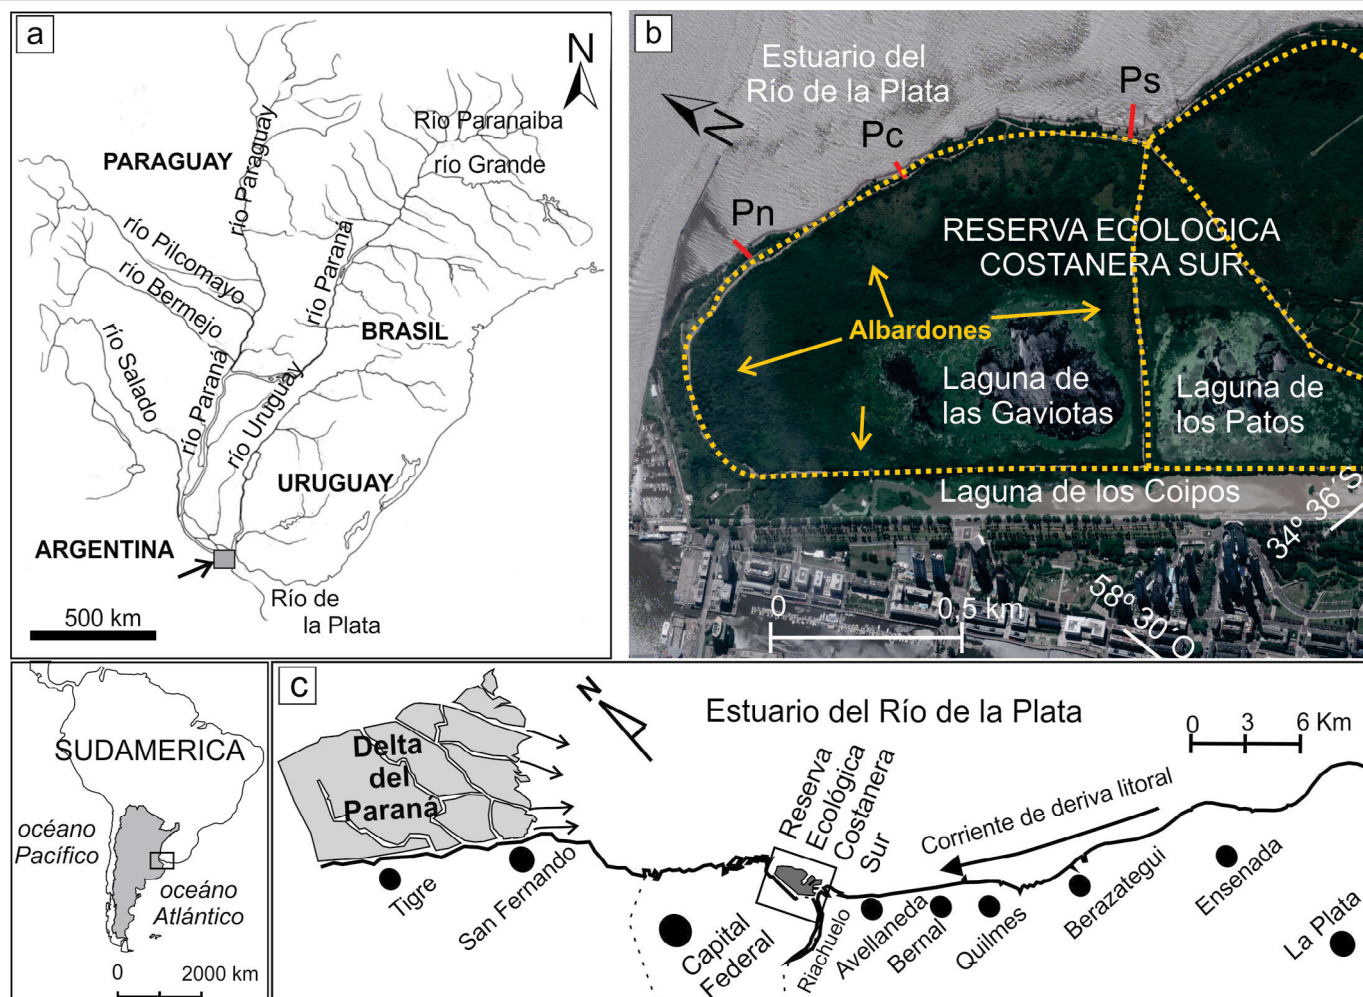 a
N
Río Paranaiba
río Grande
PARAGUAY
río Paraguay
río Pilcomayo
río Bermejo
río Paraná
río Salado
BRASIL
río Paraná
río Uruguay
URUGUAY
ARGENTINA
Río de
la Plata
500 km
b
Estuario del
Río de la Plata
N
Ps
Pc
Pn
RESERVA ECOLOGICA
COSTANERA SUR
Albardones
Laguna de
las Gaviotas
Laguna de
los Patos
Laguna de los Coipos
34º 36´S
58º 30´O
0 0,5 km
SUDAMERICA
océano
Pacífico
oceáno
Atlántico
0 2000 km
c
N
Estuario del Río de la Plata
0 3 6 Km
Delta
del
Paraná
Reserva
Ecológica
Costanera
Sur
Corriente de deriva litoral
Tigre
San Fernando
Capital
Federal
Riachuelo
Avellaneda
Bernal
Quilmes
Berazategui
Ensenada
La Plata